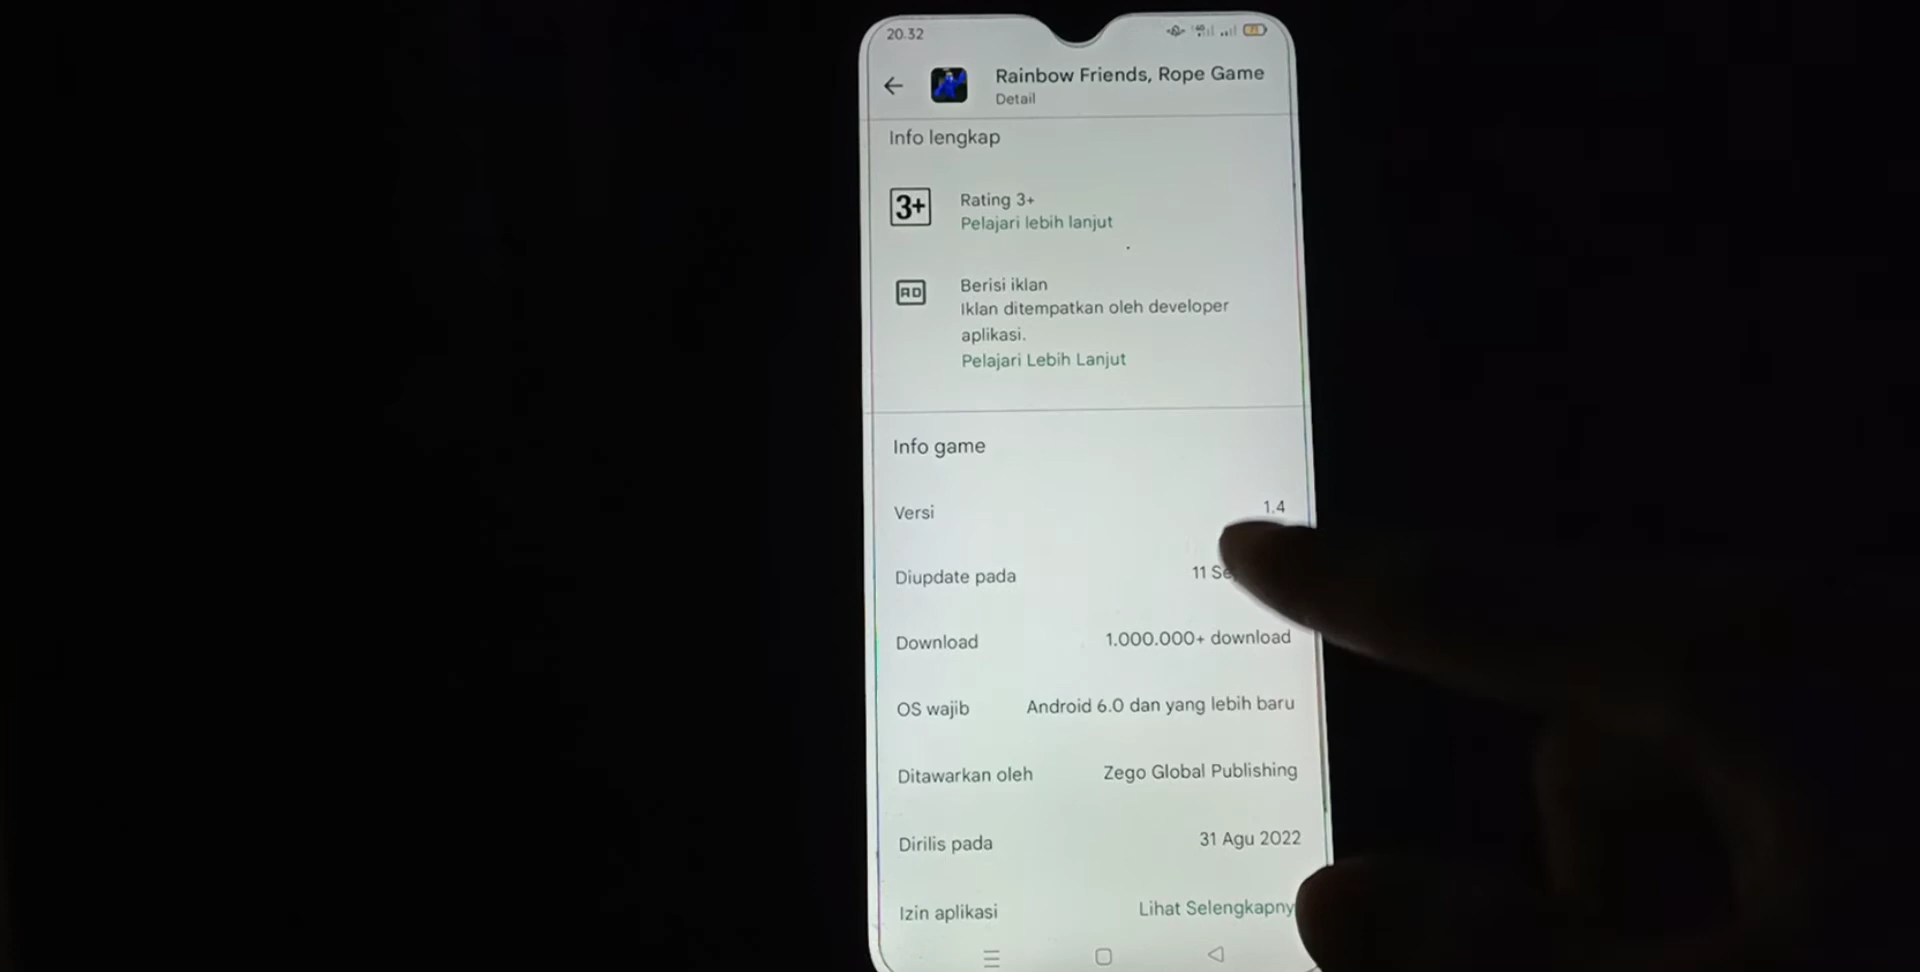 20.32
Rainbow Friends, Rope Game
Detail
Info lengkap
3+
Rating 3+
Pelajari lebih lanjut
AD
Berisi iklan
Iklan ditempatkan oleh developer
aplikasi.
Pelajari Lebih Lanjut
Info game
Versi 1.4
Diupdate pada 11
Download 1.000.000+ download
OS wajib Android 6.0 dan yang lebih baru
Ditawarkan oleh Zego Global Publishing
Dirilis pada 31 Agu 2022
Izin aplikasi Lihat Selengkapny